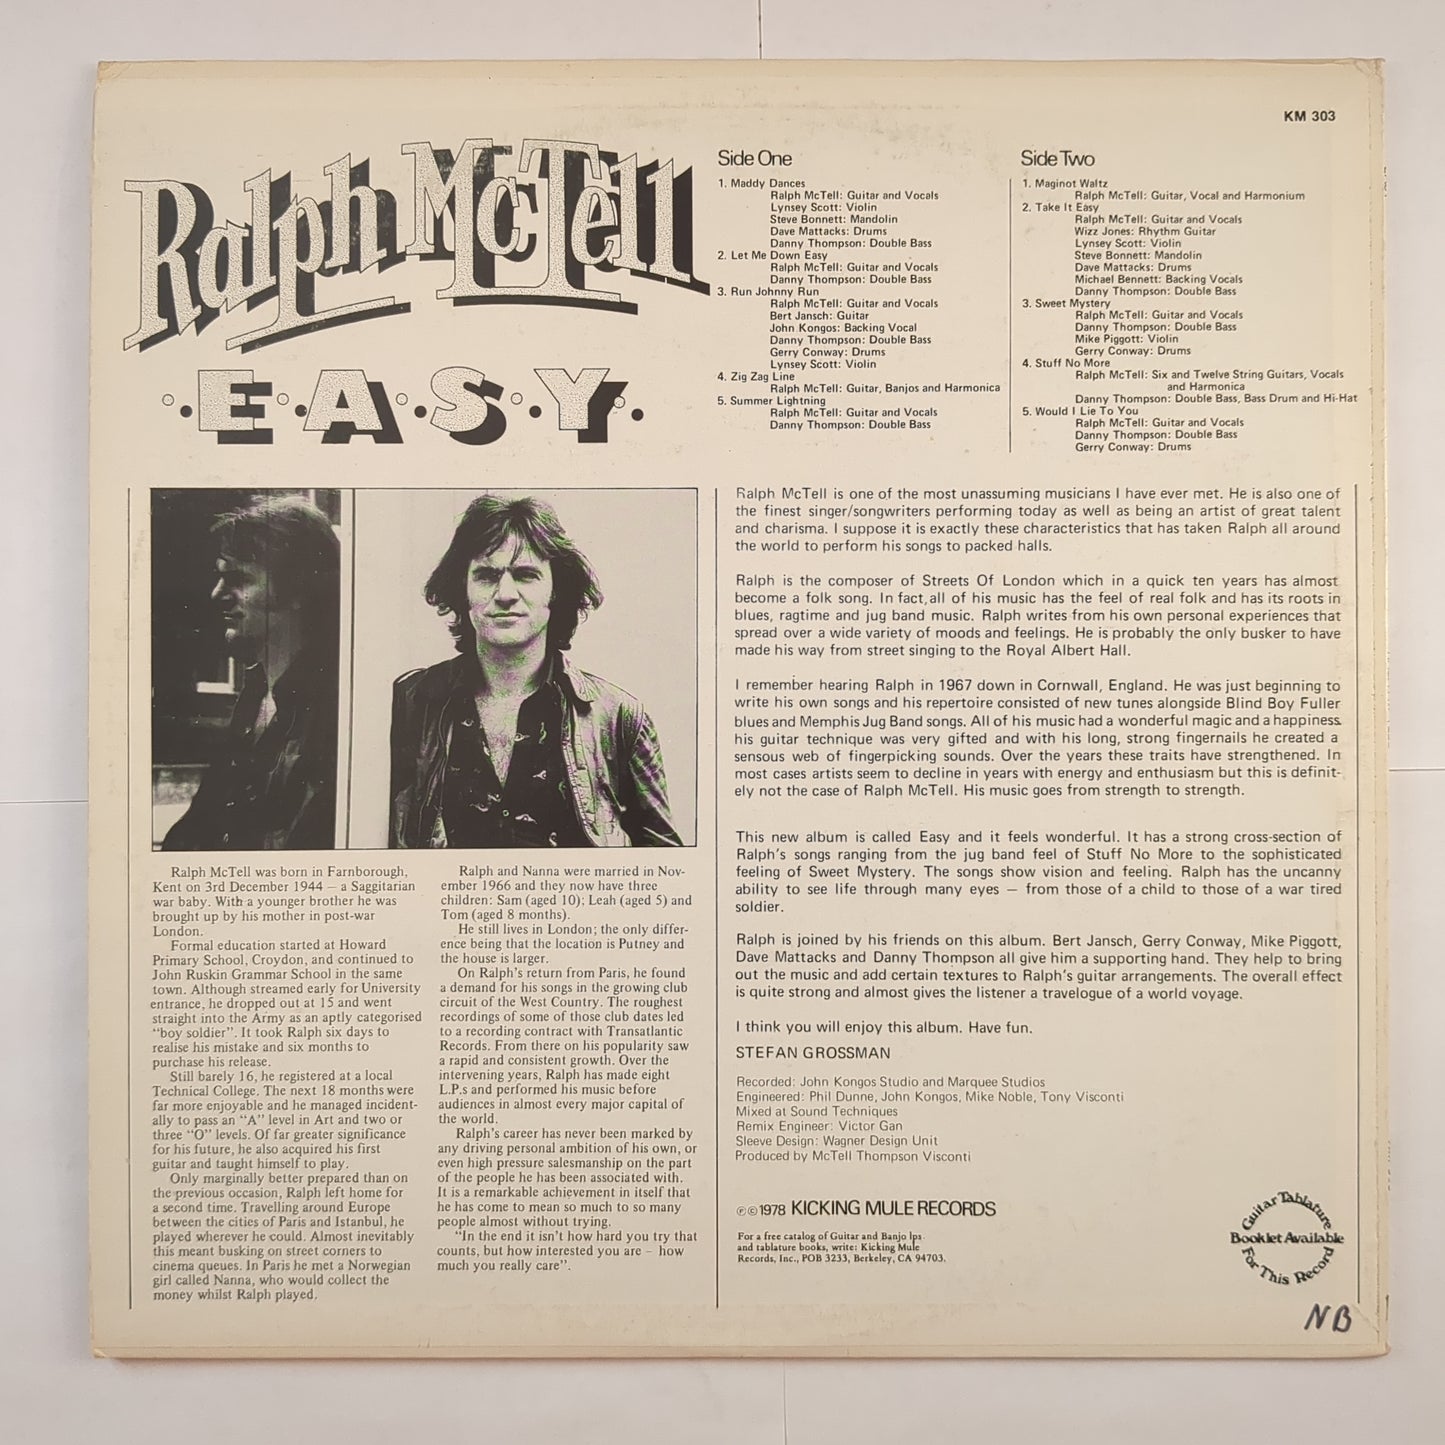 KM 303
Ralph McTell
E.A.S.Y.
Side One
1. Maddy Dances
Ralph McTell: Guitar and Vocals
Lynsey Scott: Violin
Steve Bonnett: Mandolin
Dave Mattacks: Drums
Danny Thompson: Double Bass
2. Let Me Down Easy
Ralph McTell: Guitar and Vocals
Danny Thompson: Double Bass
3. Run Johnny Run
Ralph McTell: Guitar and Vocals
Bert Jansch: Guitar
John Kongos: Backing Vocal
Danny Thompson: Double Bass
Gerry Conway: Drums
Lynsey Scott: Violin
4. Zig Zag Line
Ralph McTell: Guitar, Banjos and Harmonica
5. Summer Lightning
Ralph McTell: Guitar and Vocals
Danny Thompson: Double Bass
Side Two
1. Maginot Waltz
Ralph McTell: Guitar, Vocal and Harmonium
2. Take It Easy
Ralph McTell: Guitar and Vocals
Wizz Jones: Rhythm Guitar
Lynsey Scott: Violin
Steve Bonnett: Mandolin
Dave Mattacks: Drums
Michael Bennett: Backing Vocals
Danny Thompson: Double Bass
3. Sweet Mystery
Ralph McTell: Guitar and Vocals
Danny Thompson: Double Bass
Mike Piggott: Violin
Gerry Conway: Drums
4. Stuff No More
Ralph McTell: Six and Twelve String Guitars, Vocals
and Harmonica
Danny Thompson: Double Bass, Bass Drum and Hi-Hat
5. Would I Lie To You
Ralph McTell: Guitar and Vocals
Danny Thompson: Double Bass
Gerry Conway: Drums
Ralph McTell was born in Farnborough,
Kent on 3rd December 1944 – a Saggitarian
war baby. With a younger brother he was
brought up by his mother in post-war
London.
Formal education started at Howard
Primary School, Croydon, and continued to
John Ruskin Grammar School in the same
town. Although streamed early for University
entrance, he dropped out at 15 and went
straight into the Army as an aptly categorised
"boy soldier". It took Ralph six days to
realise his mistake and six months to
purchase his release.
Still barely 16, he registered at a local
Technical College. The next 18 months were
far more enjoyable and he managed incident-
ally to pass an "A" level in Art and two or
three "O" levels. Of far greater significance
for his future, he also acquired his first
guitar and taught himself to play.
Only marginally better prepared than on
the previous occasion, Ralph left home for
a second time. Travelling around Europe
between the cities of Paris and Istanbul, he
played wherever he could. Almost inevitably
this meant busking on street corners to
cinema queues. In Paris he met a Norwegian
girl called Nanna, who would collect the
money whilst Ralph played.
Ralph and Nanna were married in Nov-
ember 1966 and they now have three
children: Sam (aged 10); Leah (aged 5) and
Tom (aged 8 months).
He still lives in London; the only differ-
ence being that the location is Putney and
the house is larger.
On Ralph's return from Paris, he found
a demand for his songs in the growing club
circuit of the West Country. The roughest
recordings of some of those club dates led
to a recording contract with Transatlantic
Records. From there on his popularity saw
a rapid and consistent growth. Over the
intervening years, Ralph has made eight
L.P.s and performed his music before
audiences in almost every major capital of
the world.
Ralph's career has never been marked by
any driving personal ambition of his own, or
even high pressure salesmanship on the part
of the people he has been associated with.
It is a remarkable achievement in itself that
he has come to mean so much to so many
people almost without trying.
"In the end it isn't how hard you try that
counts, but how interested you are – how
much you really care".
Ralph McTell is one of the most unassuming musicians I have ever met. He is also one of
the finest singer/songwriters performing today as well as being an artist of great talent
and charisma. I suppose it is exactly these characteristics that has taken Ralph all around
the world to perform his songs to packed halls.
Ralph is the composer of Streets Of London which in a quick ten years has almost
become a folk song. In fact, all of his music has the feel of real folk and has its roots in
blues, ragtime and jug band music. Ralph writes from his own personal experiences that
spread over a wide variety of moods and feelings. He is probably the only busker to have
made his way from street singing to the Royal Albert Hall.
I remember hearing Ralph in 1967 down in Cornwall, England. He was just beginning to
write his own songs and his repertoire consisted of new tunes alongside Blind Boy Fuller
blues and Memphis Jug Band songs. All of his music had a wonderful magic and a happiness.
his guitar technique was very gifted and with his long, strong fingernails he created a
sensous web of fingerpicking sounds. Over the years these traits have strengthened. In
most cases artists seem to decline in years with energy and enthusiasm but this is definit-
ely not the case of Ralph McTell. His music goes from strength to strength.
This new album is called Easy and it feels wonderful. It has a strong cross-section of
Ralph's songs ranging from the jug band feel of Stuff No More to the sophisticated
feeling of Sweet Mystery. The songs show vision and feeling. Ralph has the uncanny
ability to see life through many eyes – from those of a child to those of a war tired
soldier.
Ralph is joined by his friends on this album. Bert Jansch, Gerry Conway, Mike Piggott,
Dave Mattacks and Danny Thompson all give him a supporting hand. They help to bring
out the music and add certain textures to Ralph's guitar arrangements. The overall effect
is quite strong and almost gives the listener a travelogue of a world voyage.
I think you will enjoy this album. Have fun.
STEFAN GROSSMAN
Recorded: John Kongos Studio and Marquee Studios
Engineered: Phil Dunne, John Kongos, Mike Noble, Tony Visconti
Mixed at Sound Techniques
Remix Engineer: Victor Gan
Sleeve Design: Wagner Design Unit
Produced by McTell Thompson Visconti
℗©1978 KICKING MULE RECORDS
For a free catalog of Guitar and Banjo lps
and tablature books, write: Kicking Mule
Records, Inc., POB 3233, Berkeley, CA 94703.
Guitar Tablature
Booklet Available
For This Record
NB